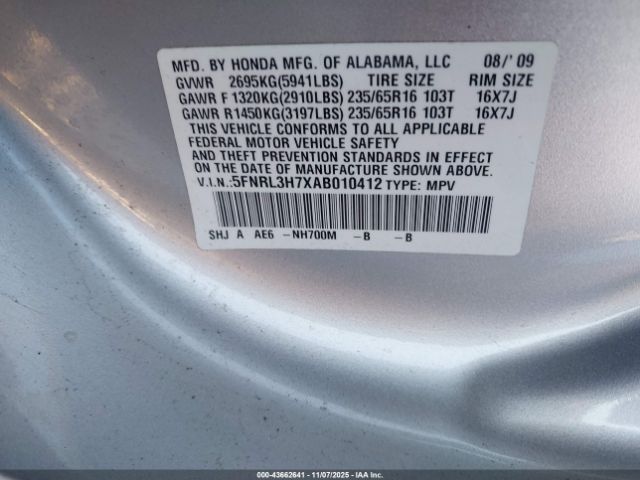 MFD. BY HONDA MFG. OF ALABAMA, LLC 08/'09
GVWR 2695KG(5941LBS) TIRE SIZE RIM SIZE
GAWR F 1320KG(2910LBS) 235/65R16 103T 16X7J
GAWR R1450KG(3197LBS) 235/65R16 103T 16X7J
THIS VEHICLE CONFORMS TO ALL APPLICABLE
FEDERAL MOTOR VEHICLE SAFETY
AND THEFT PREVENTION STANDARDS IN EFFECT
ON THE DATE OF MANUFACTURE SHOWN ABOVE.
V.I.N.:5FNRL3H7XAB010412 TYPE: MPV
SHJ A AE6 -NH700M -B -B
000-43662641 - 11/07/2025 - IAAI.COM